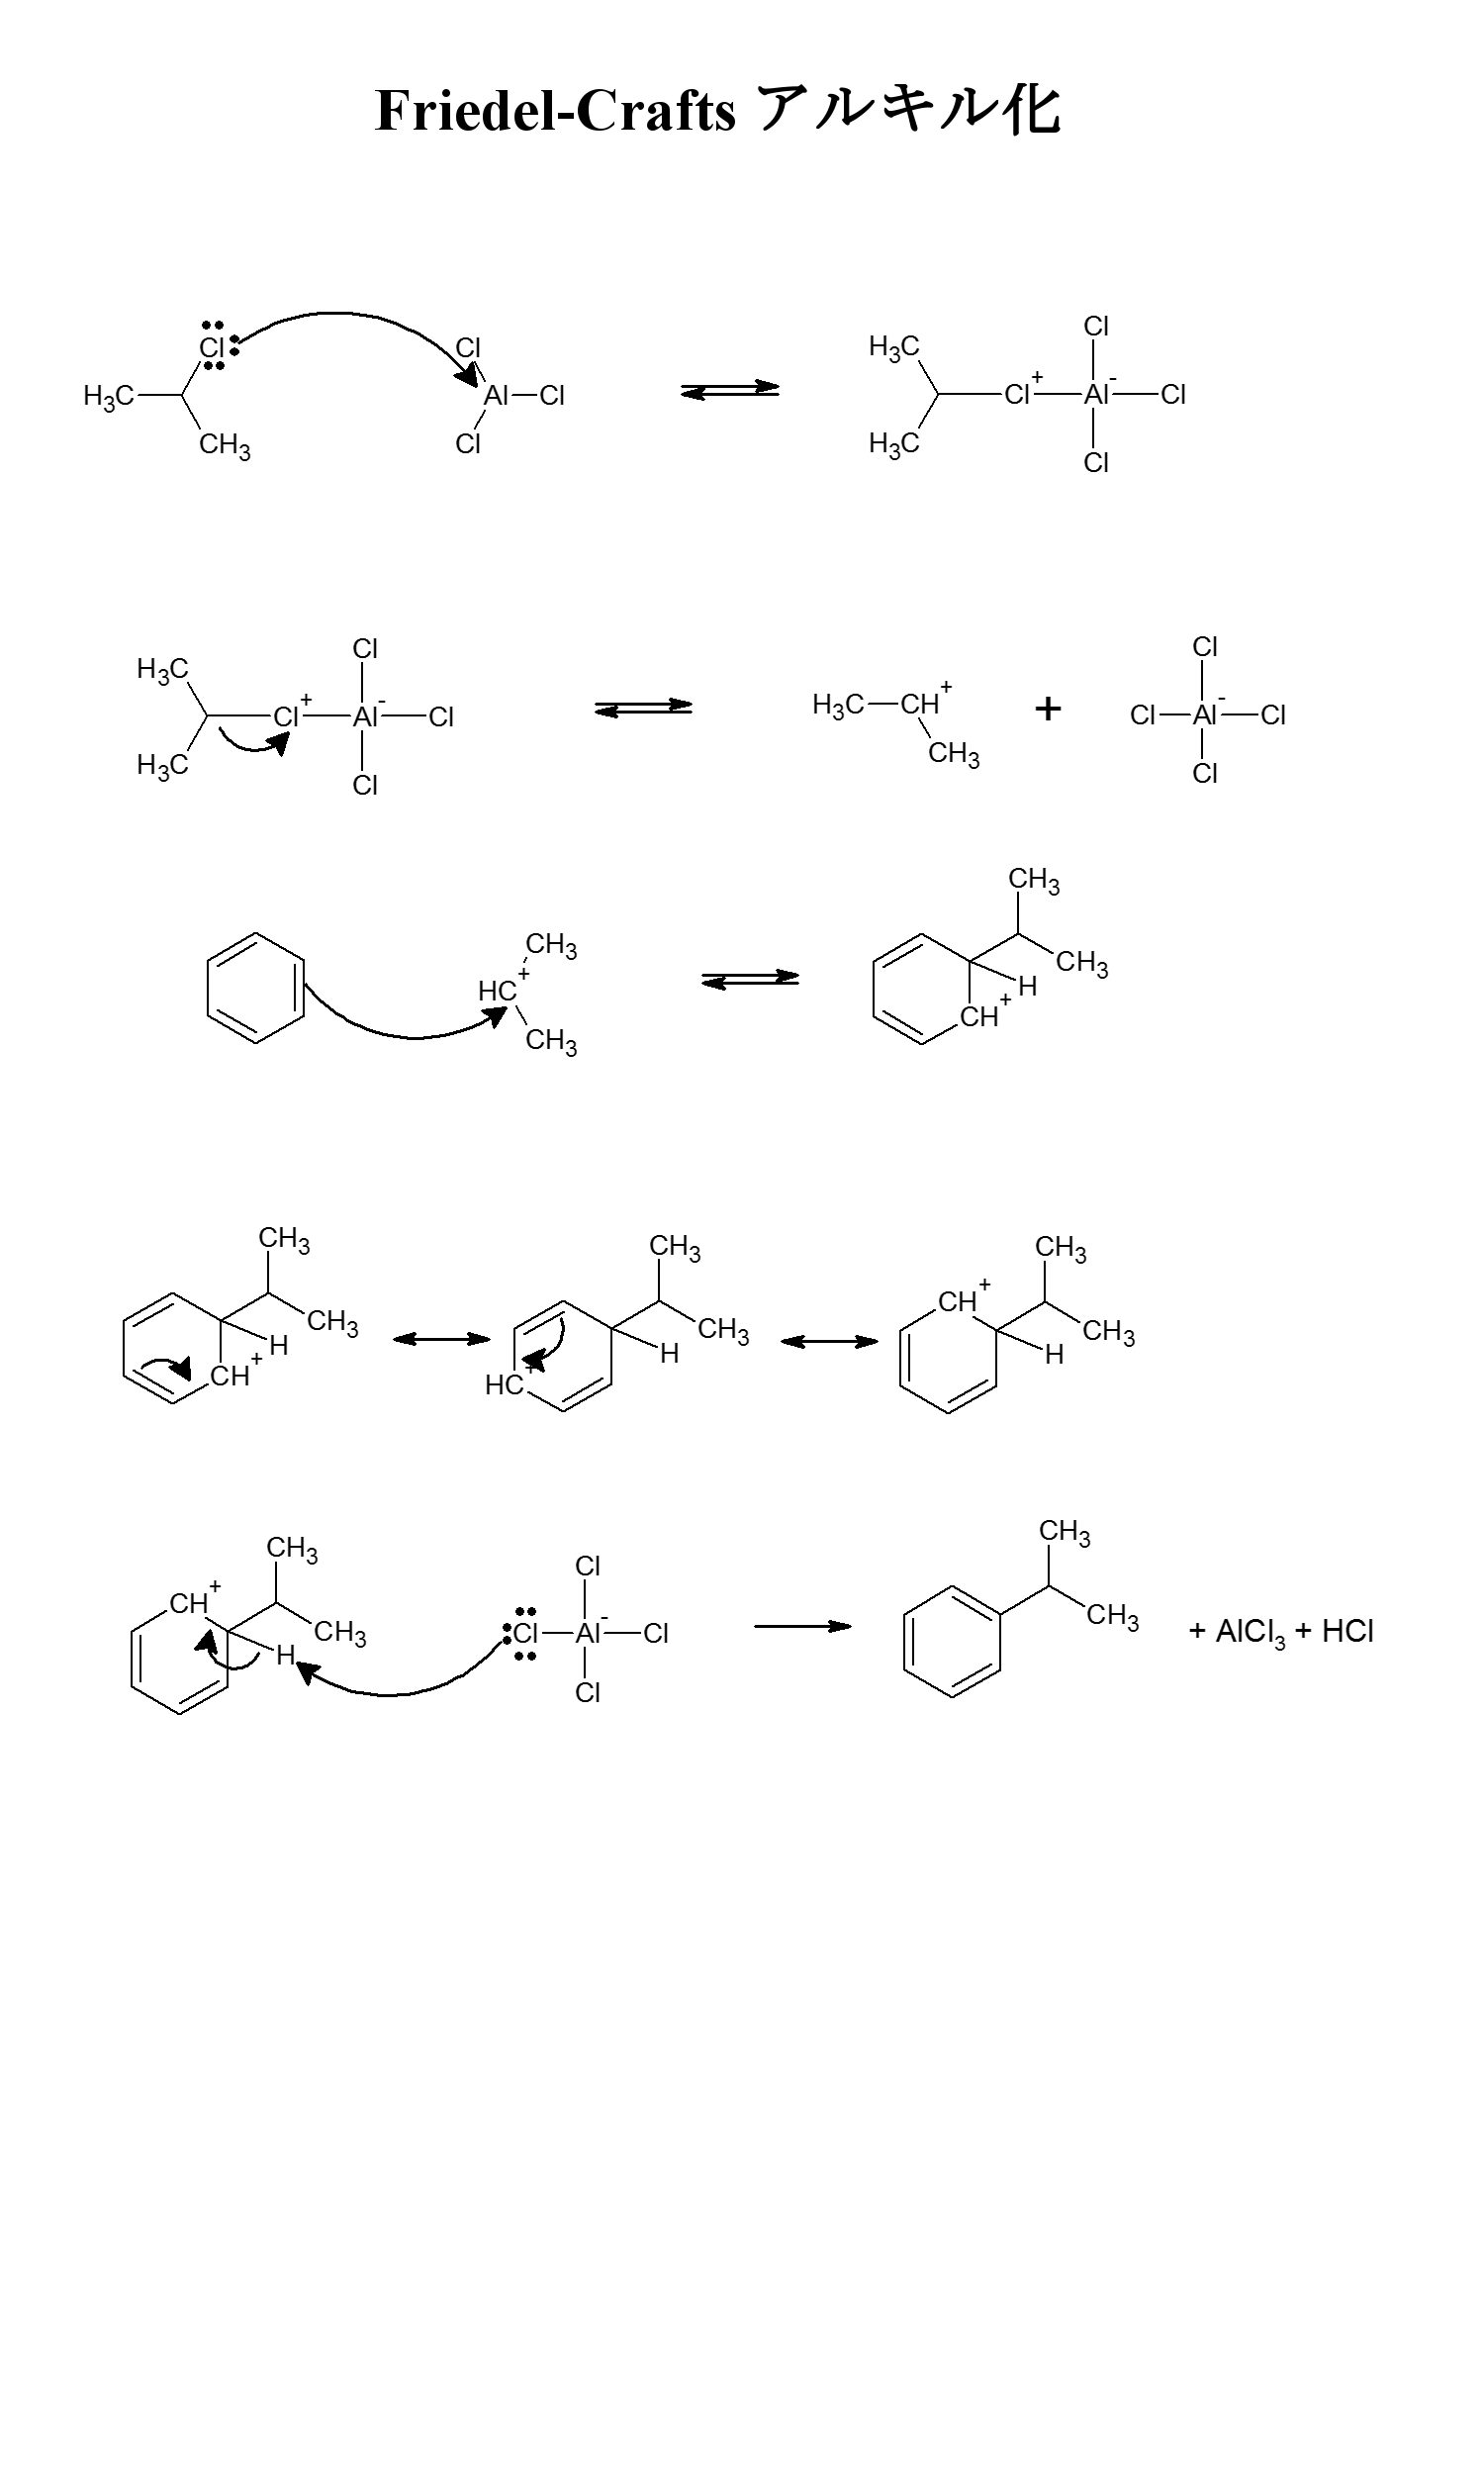 Friedel-Crafts アルキル化
Cl
H3C
CH3
Cl
Al Cl
Cl
H3C
H3C
Cl+ Al- Cl
Cl
Cl
H3C
H3C
Cl+ Al- Cl
Cl
Cl
H3C CH+
CH3
+
Cl
Cl Al- Cl
Cl
CH3
HC+
CH3
CH3
CH3
H
CH+
CH3
CH3
H
CH+
CH3
CH3
H
HC+
CH3
CH+
CH3
H
CH3
CH+
CH3
H
Cl
Cl Al- Cl
Cl
CH3
CH3
+ AlCl3 + HCl